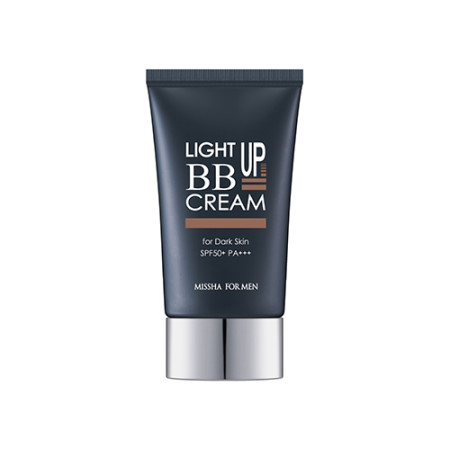 LIGHT UP
BB
CREAM
for Dark Skin
SPF50+ PA+++
MISSHA FOR MEN